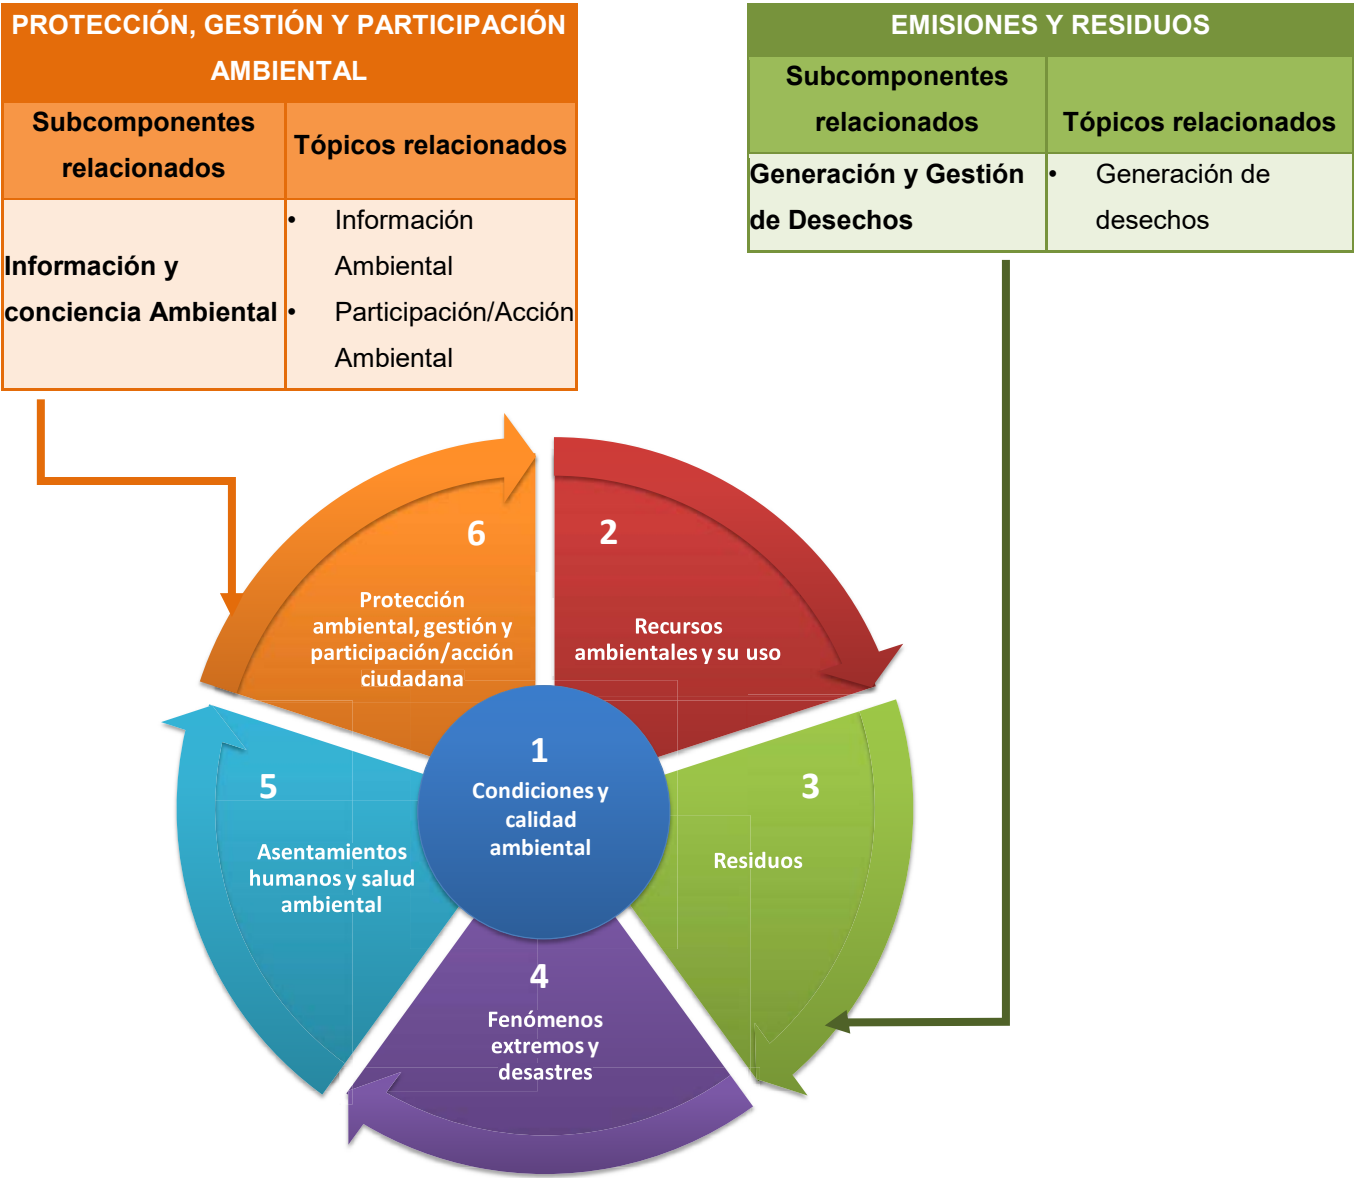 PROTECCIÓN, GESTIÓN Y PARTICIPACIÓN
AMBIENTAL
Subcomponentes
relacionados
Tópicos relacionados
Información y
conciencia Ambiental
• Información
Ambiental
• Participación/Acción
Ambiental
EMISIONES Y RESIDUOS
Subcomponentes
relacionados
Tópicos relacionados
Generación y Gestión
de Desechos
• Generación de
desechos
6
Protección
ambiental, gestión y
participación/acción
ciudadana
2
Recursos
ambientales y su uso
1
Condiciones y
calidad
ambiental
5
Asentamientos
humanos y salud
ambiental
3
Residuos
4
Fenómenos
extremos y
desastres